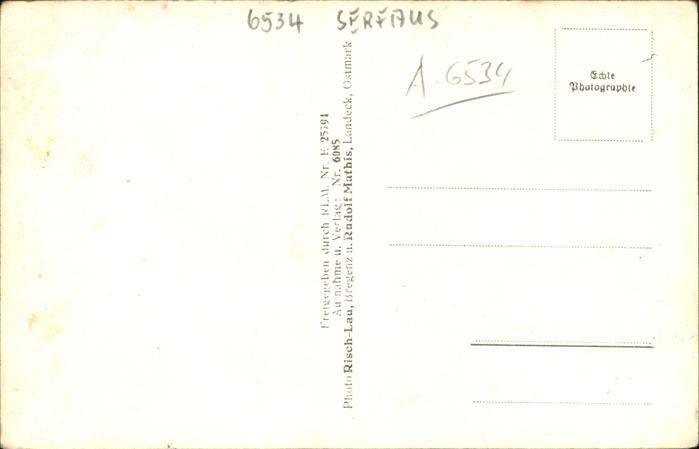 6534 SERFAUS
A-6534
Echte
Photographie
Freigegeben durch RLM. Nr. E 25791
Aufnahme u. Verlag: Nr. 6085
Photo Risch-Lau, Bregenz u. Rudolf Mathis, Landeck, Ostmark